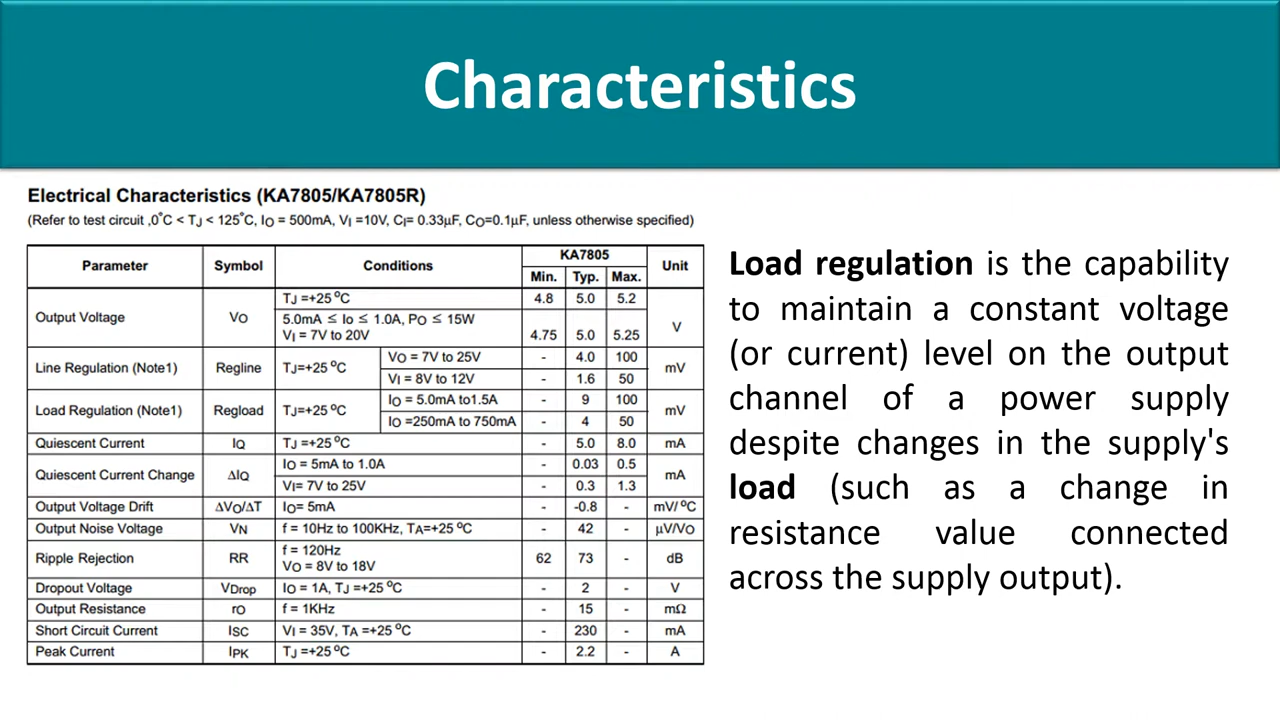 Characteristics
Electrical Characteristics (KA7805/KA7805R)
(Refer to test circuit ,0°C < TJ < 125°C, IO = 500mA, VI =10V, CI= 0.33μF, CO=0.1μF, unless otherwise specified)
Parameter Symbol Conditions KA7805 Unit
Min. Typ. Max.
Output Voltage VO TJ =+25 °C 4.8 5.0 5.2 V
5.0mA ≤ Io ≤ 1.0A, PO ≤ 15W
VI = 7V to 20V 4.75 5.0 5.25
Line Regulation (Note1) Regline TJ=+25 °C VO = 7V to 25V - 4.0 100 mV
VI = 8V to 12V - 1.6 50
Load Regulation (Note1) Regload TJ=+25 °C IO = 5.0mA to1.5A - 9 100 mV
IO =250mA to 750mA - 4 50
Quiescent Current IQ TJ =+25 °C - 5.0 8.0 mA
Quiescent Current Change ΔIQ IO = 5mA to 1.0A - 0.03 0.5 mA
VI= 7V to 25V - 0.3 1.3
Output Voltage Drift ΔVO/ΔT IO= 5mA - -0.8 - mV/ °C
Output Noise Voltage VN f = 10Hz to 100KHz, TA=+25 °C - 42 - μV/VO
Ripple Rejection RR f = 120Hz
VO = 8V to 18V 62 73 - dB
Dropout Voltage VDrop IO = 1A, TJ =+25 °C - 2 - V
Output Resistance rO f = 1KHz - 15 - mΩ
Short Circuit Current ISC VI = 35V, TA =+25 °C - 230 - mA
Peak Current IPK TJ =+25 °C - 2.2 - A
Load regulation is the capability
to maintain a constant voltage
(or current) level on the output
channel of a power supply
despite changes in the supply's
load (such as a change in
resistance value connected
across the supply output).